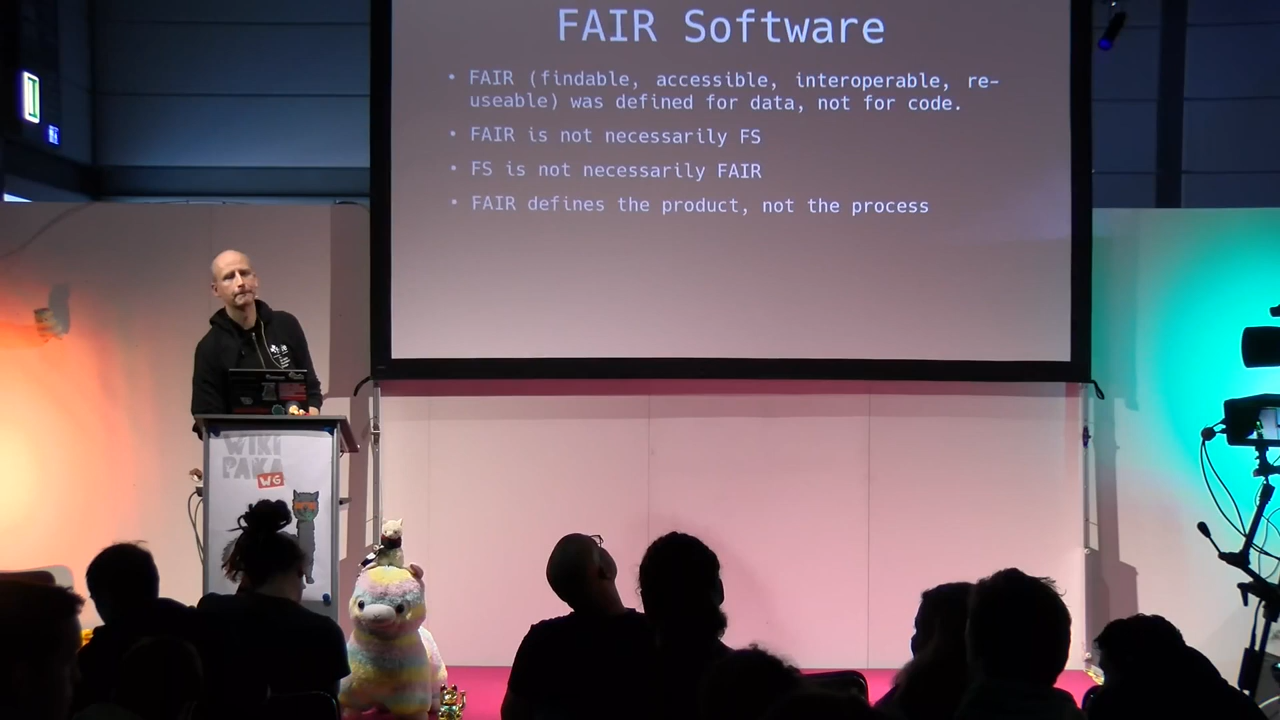 FAIR Software
• FAIR (findable, accessible, interoperable, re-
useable) was defined for data, not for code.
• FAIR is not necessarily FS
• FS is not necessarily FAIR
• FAIR defines the product, not the process
WIKI
PAKA
WG